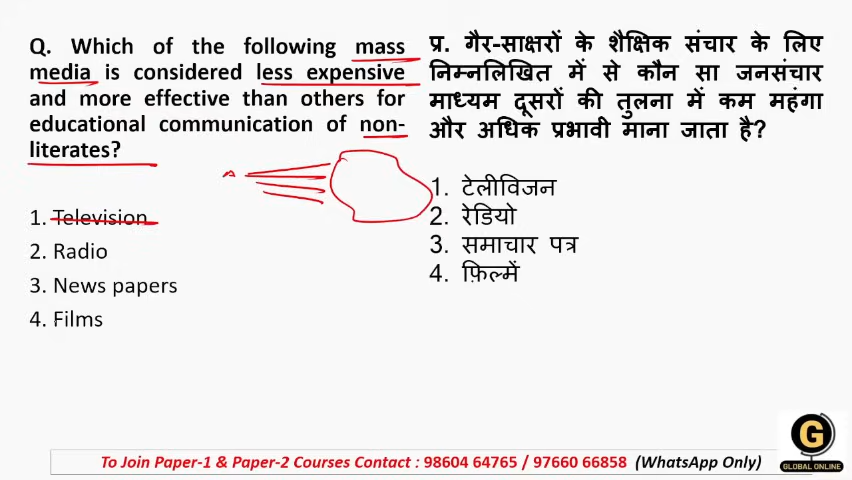 Q. Which of the following mass
media is considered less expensive
and more effective than others for
educational communication of non-
literates?
1. Television
2. Radio
3. News papers
4. Films
प्र. गैर-साक्षरों के शैक्षिक संचार के लिए
निम्नलिखित में से कौन सा जनसंचार
माध्यम दूसरों की तुलना में कम महंगा
और अधिक प्रभावी माना जाता है?
1. टेलीविजन
2. रेडियो
3. समाचार पत्र
4. फ़िल्में
G
GLOBAL ONLINE
To Join Paper-1 & Paper-2 Courses Contact : 98604 64765 / 97660 66858 (WhatsApp Only)